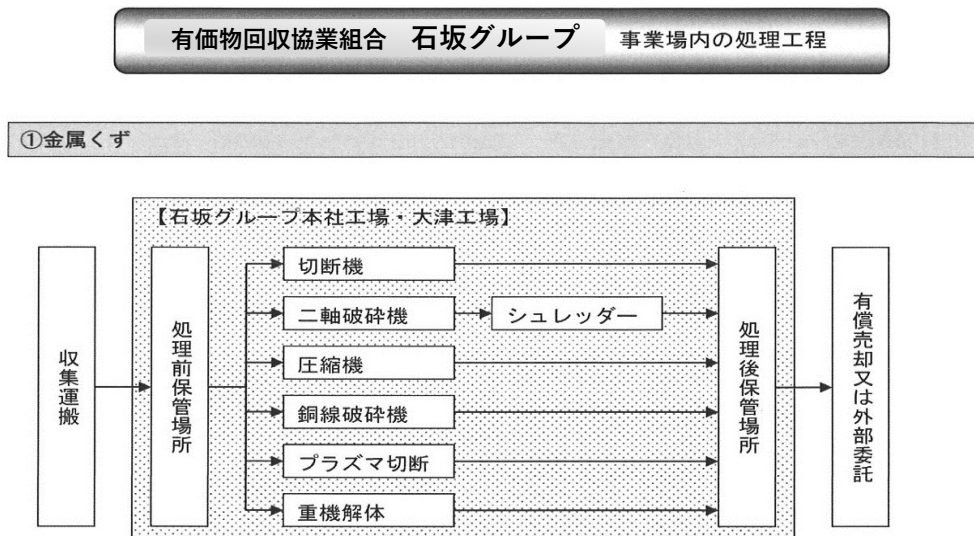 有価物回収協業組合 石坂グループ 事業場内の処理工程
①金属くず
【石坂グループ本社工場・大津工場】
収集運搬
処理前保管場所
切断機
二軸破砕機
シュレッダー
圧縮機
銅線破砕機
プラズマ切断
重機解体
処理後保管場所
有償売却又は外部委託